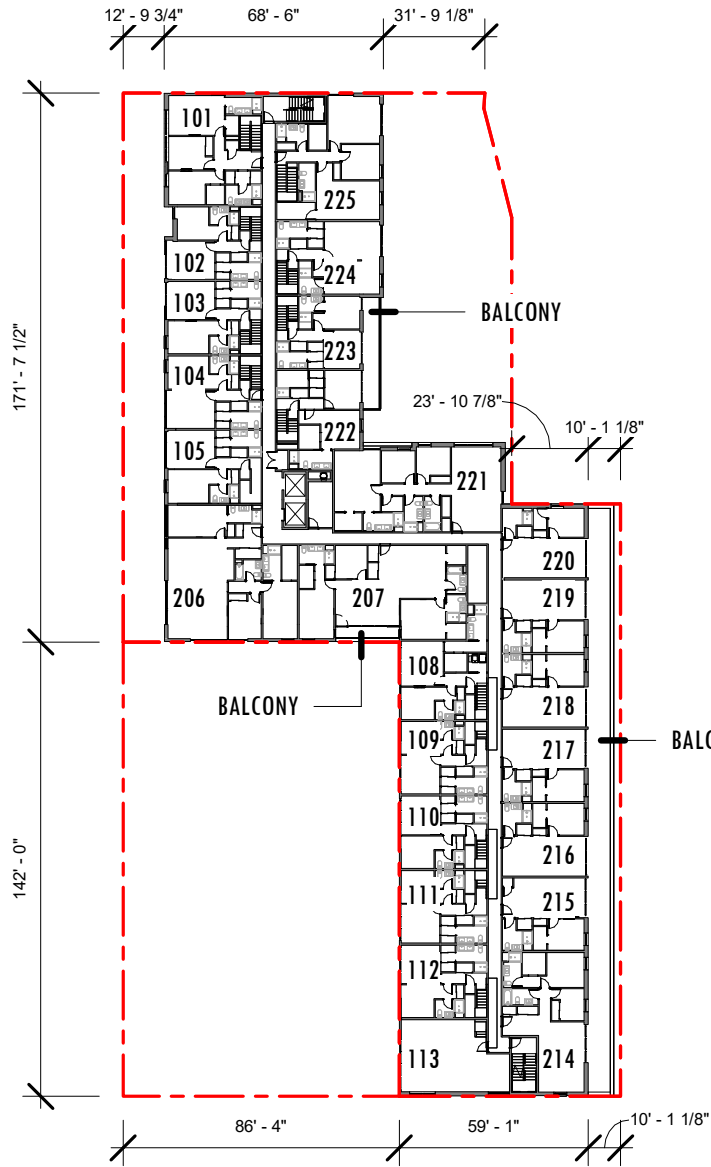 12' - 9 3/4"
68' - 6"
31' - 9 1/8"
101
225
102
224
103
BALCONY
171' - 7 1/2"
223
104
23' - 10 7/8"
222
10' - 1 1/8"
105
221
220
206
207
219
108
BALCONY
218
109
217
BALC
110
216
142' - 0"
111
215
112
113
214
86' - 4"
59' - 1"
10' - 1 1/8"